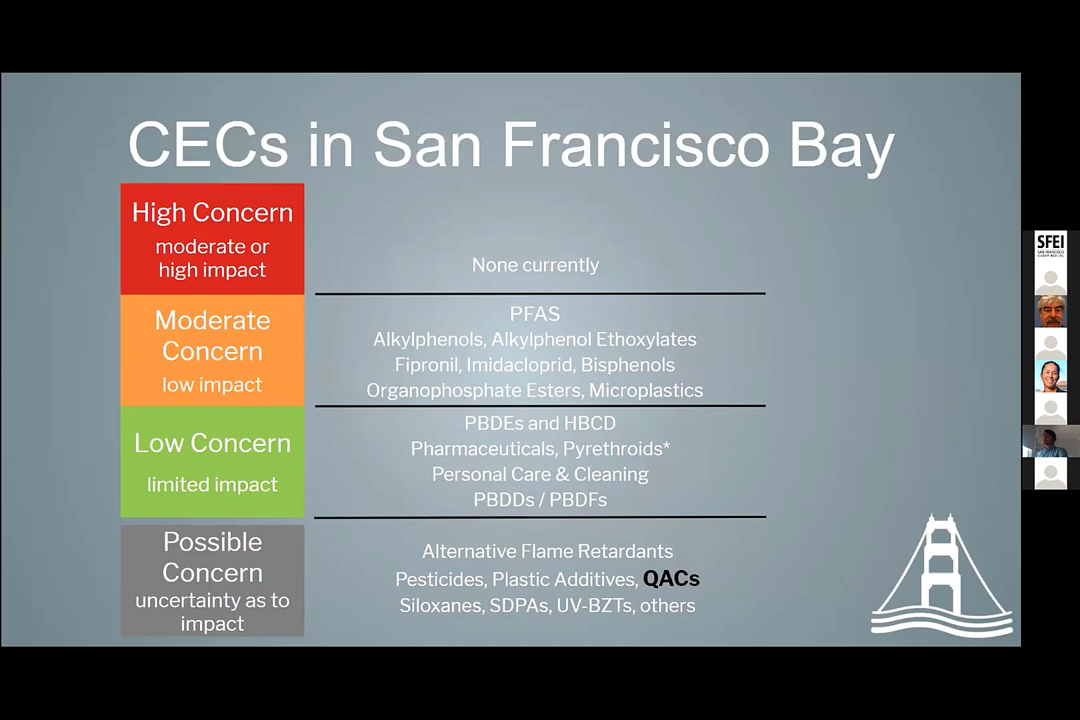 CECs in San Francisco Bay
High Concern
moderate or
high impact
None currently
Moderate
Concern
low impact
PFAS
Alkylphenols, Alkylphenol Ethoxylates
Fipronil, Imidacloprid, Bisphenols
Organophosphate Esters, Microplastics
Low Concern
limited impact
PBDEs and HBCD
Pharmaceuticals, Pyrethroids*
Personal Care & Cleaning
PBDDs / PBDFs
Possible
Concern
uncertainty as to
impact
Alternative Flame Retardants
Pesticides, Plastic Additives, QACs
Siloxanes, SDPAs, UV-BZTs, others
SFEI